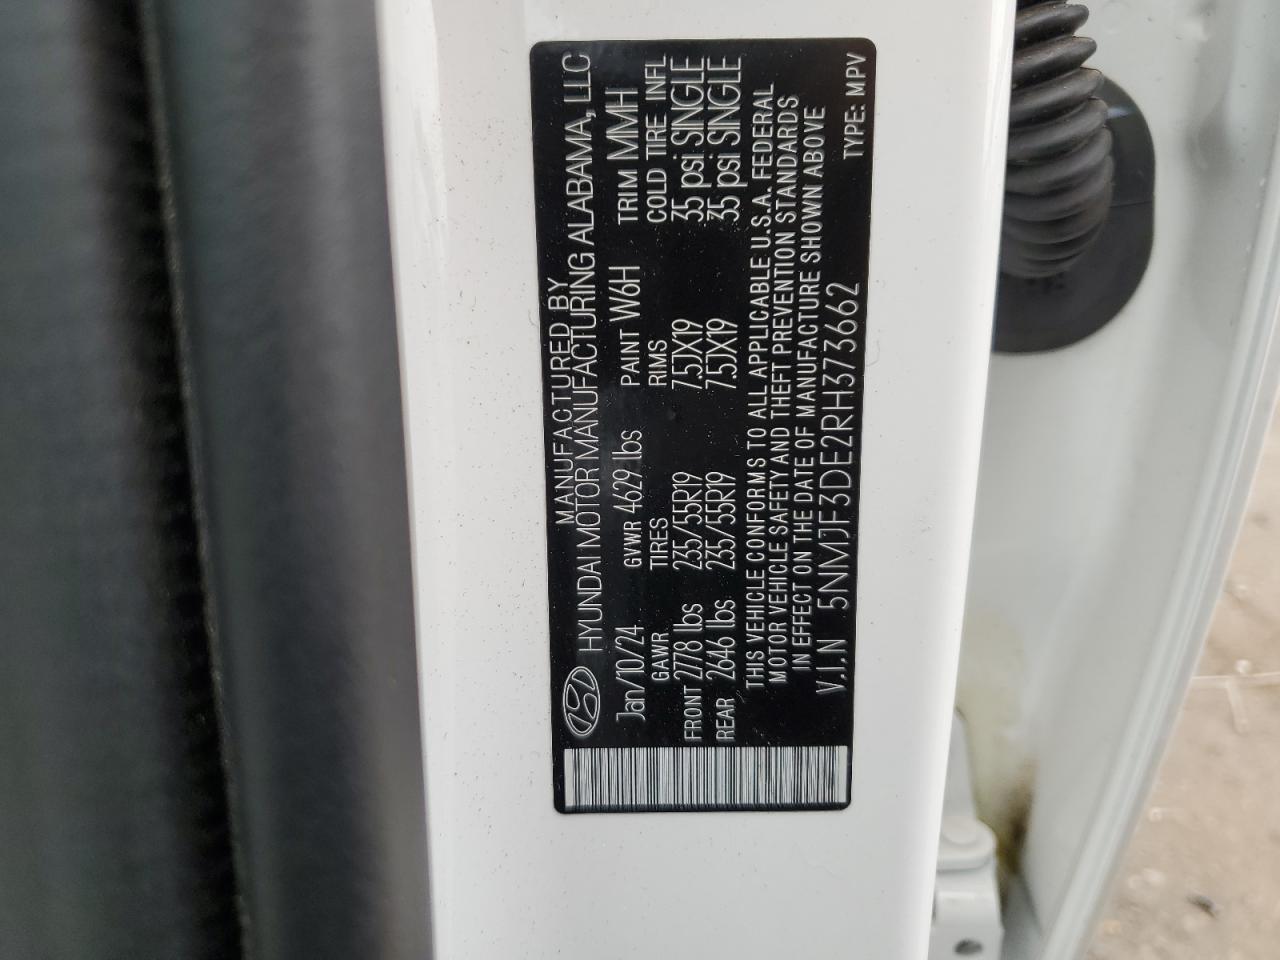 MANUFACTURED BY
HYUNDAI MOTOR MANUFACTURING ALABAMA, LLC
Jan/10/24 GVWR 4629 lbs PAINT W6H TRIM MMH
GAWR TIRES RIMS COLD TIRE INFL
FRONT 2778 lbs 235/55R19 7.5JX19 35 psi SINGLE
REAR 2646 lbs 235/55R19 7.5JX19 35 psi SINGLE
THIS VEHICLE CONFORMS TO ALL APPLICABLE U.S.A. FEDERAL
MOTOR VEHICLE SAFETY AND THEFT PREVENTION STANDARDS
IN EFFECT ON THE DATE OF MANUFACTURE SHOWN ABOVE
V.I.N 5NMJF3DE2RH373662 TYPE: MPV